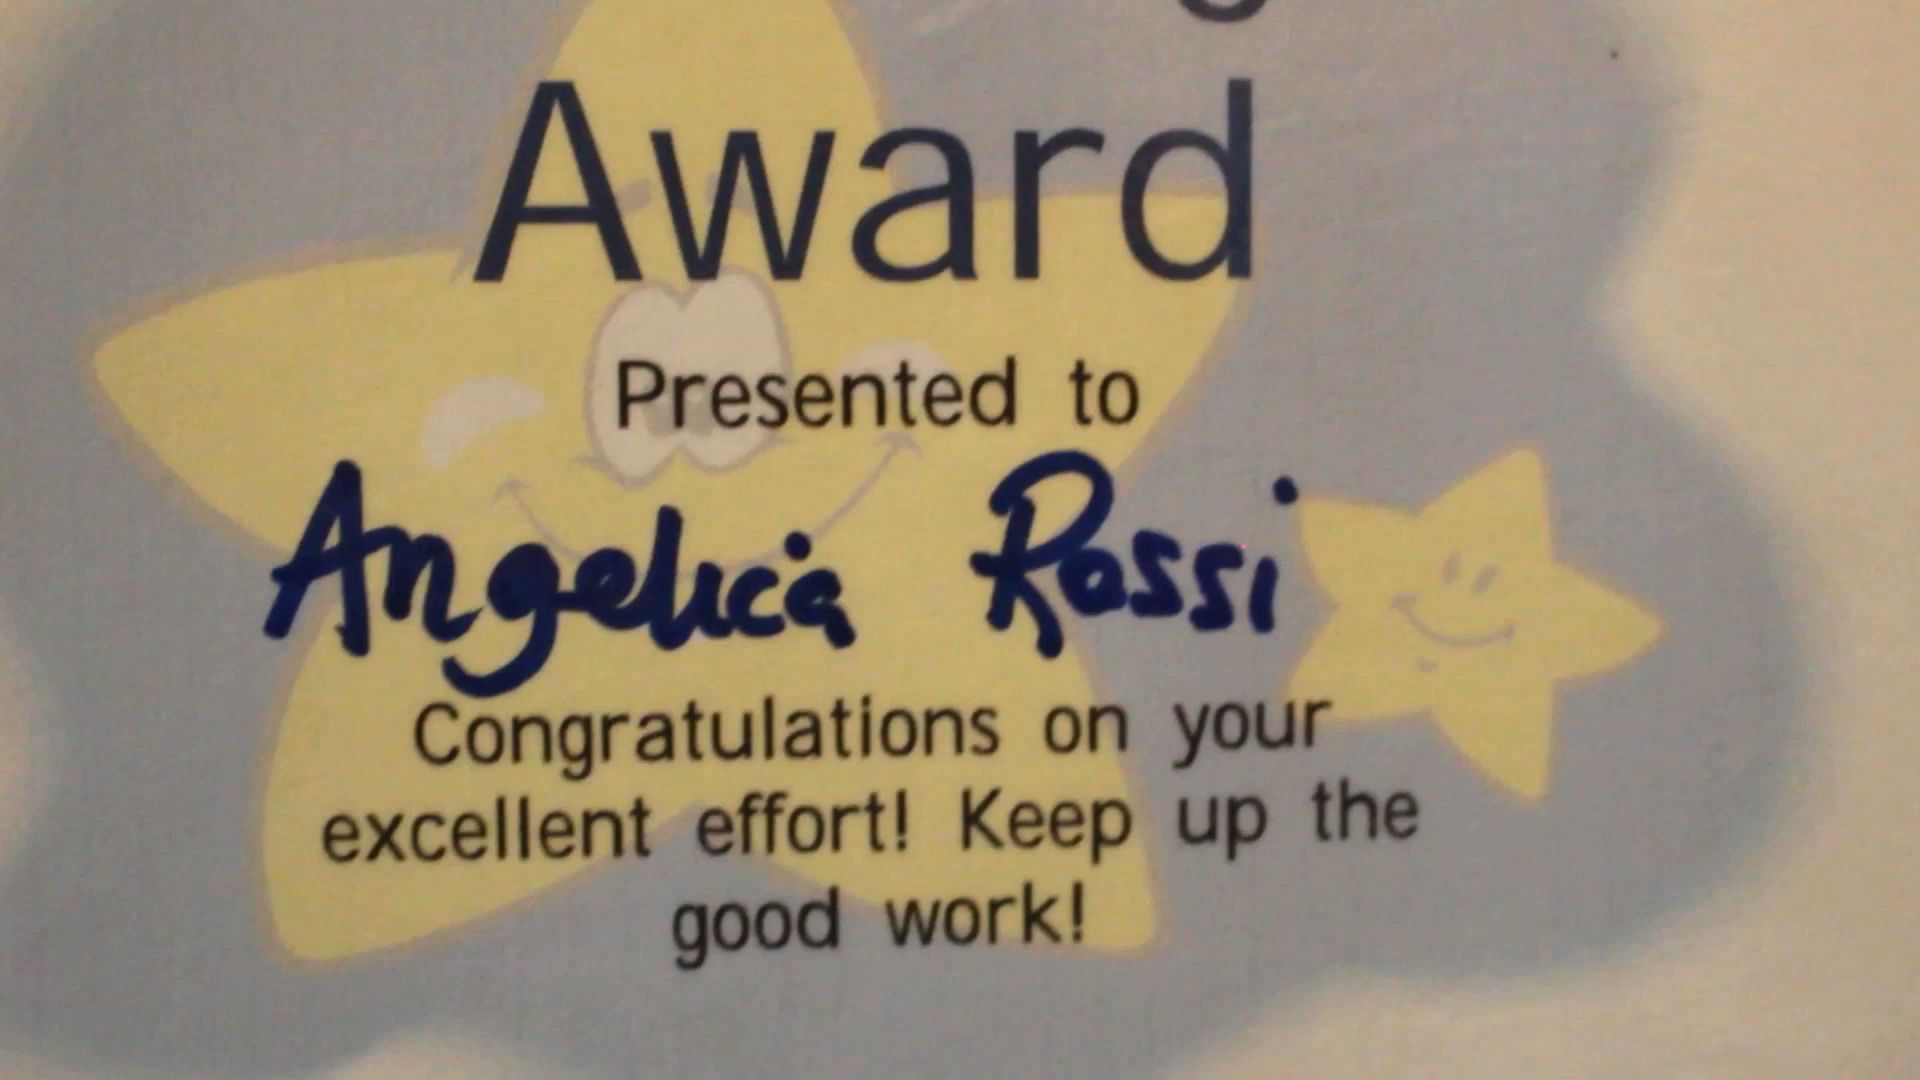 Award
Presented to
Angelica Rossi
Congratulations on your
excellent effort! Keep up the
good work!